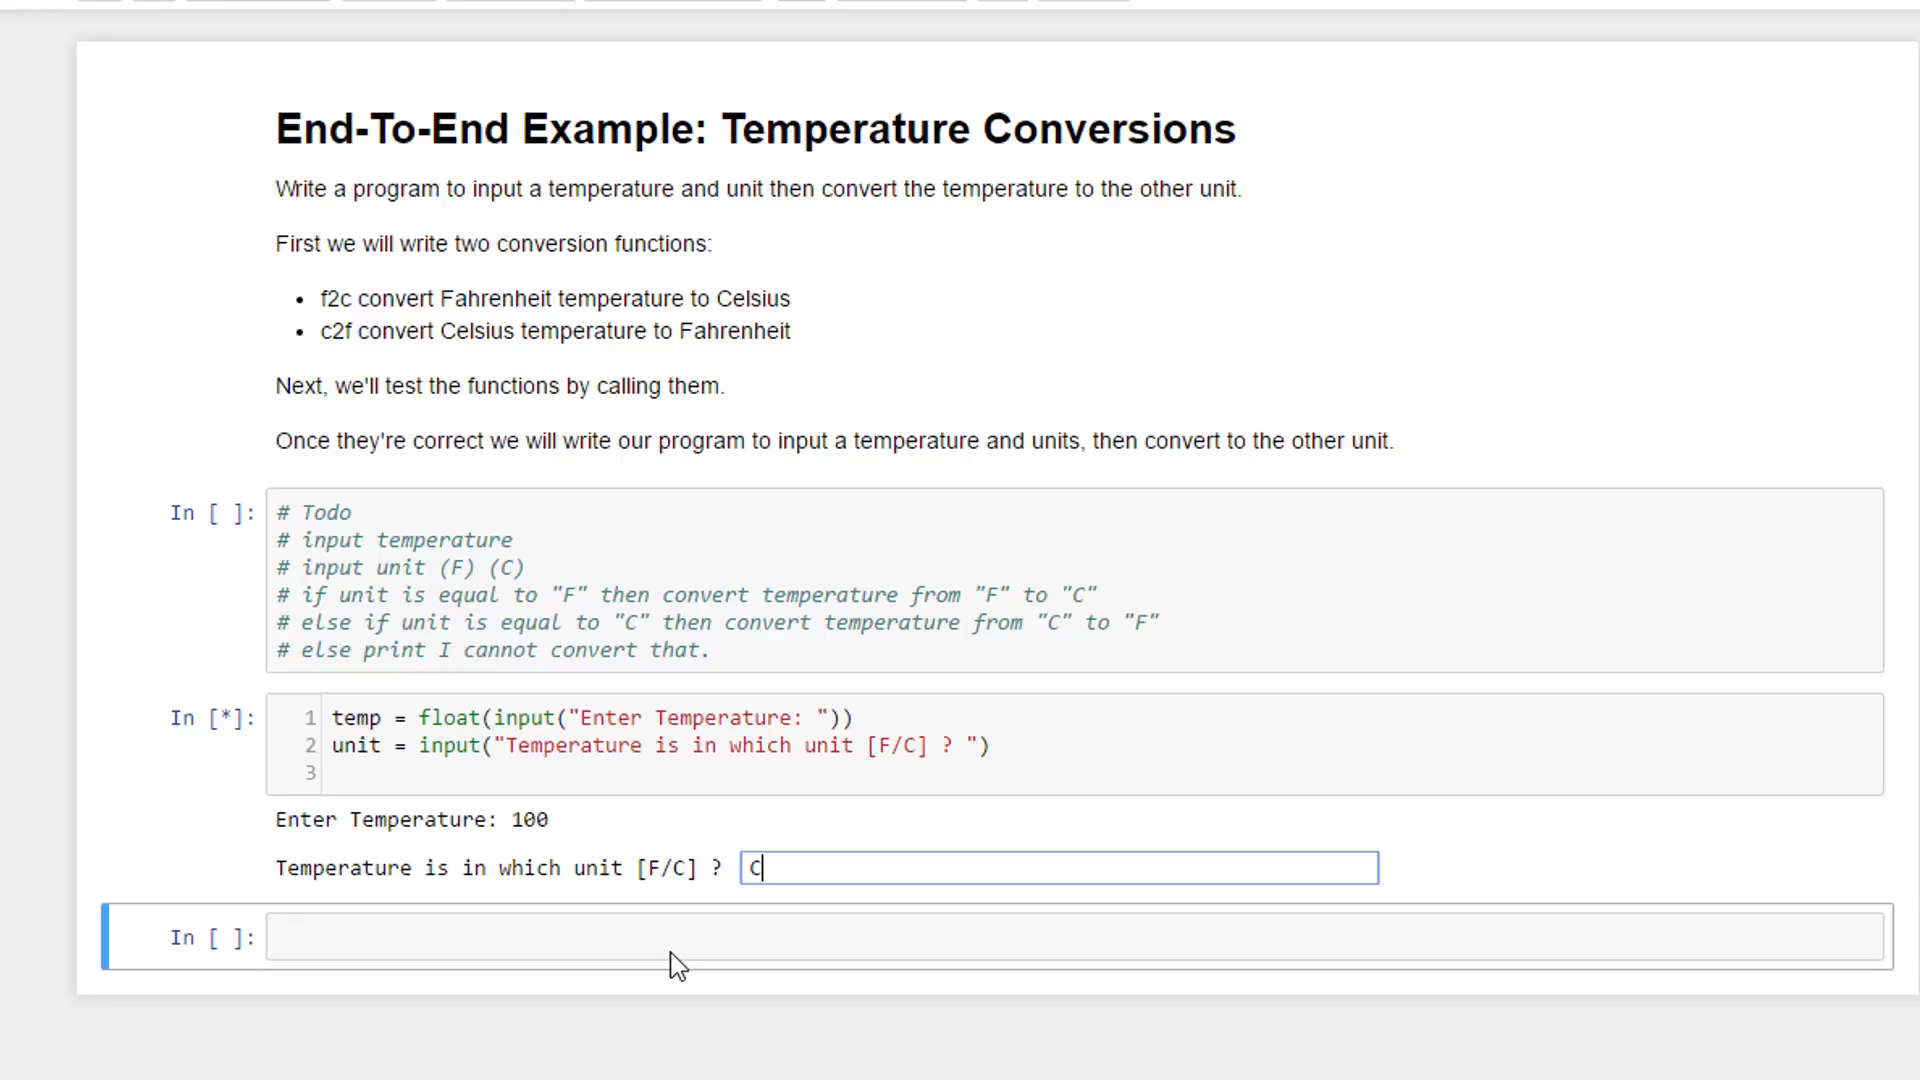 End-To-End Example: Temperature Conversions
Write a program to input a temperature and unit then convert the temperature to the other unit.
First we will write two conversion functions:
• f2c convert Fahrenheit temperature to Celsius
• c2f convert Celsius temperature to Fahrenheit
Next, we'll test the functions by calling them.
Once they're correct we will write our program to input a temperature and units, then convert to the other unit.
In [ ]: # Todo
# input temperature
# input unit (F) (C)
# if unit is equal to "F" then convert temperature from "F" to "C"
# else if unit is equal to "C" then convert temperature from "C" to "F"
# else print I cannot convert that.
In [*]: 1 temp = float(input("Enter Temperature: "))
2 unit = input("Temperature is in which unit [F/C] ? ")
3
Enter Temperature: 100
Temperature is in which unit [F/C] ? C
In [ ]: